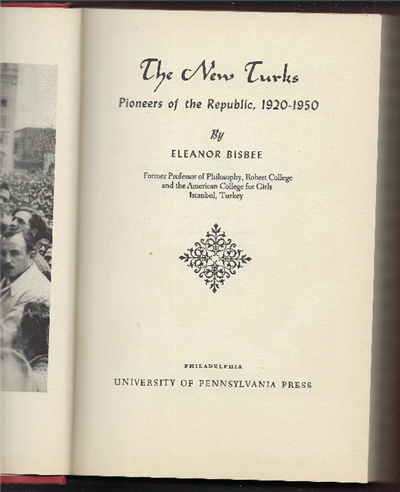 The New Turks
Pioneers of the Republic, 1920-1950
By
ELEANOR BISBEE
Former Professor of Philosophy, Robert College
and the American College for Girls
Istanbul, Turkey
PHILADELPHIA
UNIVERSITY OF PENNSYLVANIA PRESS